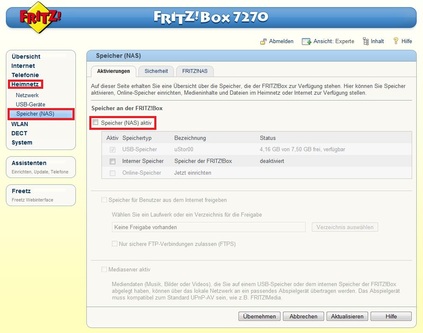 FRITZ!
FRITZ!Box 7270
Abmelden
Ansicht: Experte
Inhalt
Hilfe
Übersicht
Internet
Telefonie
Heimnetz
Netzwerk
USB-Geräte
Speicher (NAS)
WLAN
DECT
System
Assistenten
Einrichten, Update, Telefone
Freetz
Freetz Webinterface
Speicher (NAS)
Aktivierungen
Sicherheit
FRITZ!NAS
Auf dieser Seite erhalten Sie eine Übersicht über die Speicher, die der FRITZ!Box zur Verfügung stehen. Hier können Sie Speicher
aktivieren, Online-Speicher einrichten, Mediendaten und Dateien im Heimnetz oder Internet zur Verfügung stellen.
Speicher an der FRITZ!Box
Speicher (NAS) aktiv
Aktiv Speichertyp Bezeichnung Status
USB-Speicher uStor00 4,16 GB von 7,50 GB frei, verfügbar
Interner Speicher Speicher der FRITZ!Box deaktiviert
Online-Speicher Jetzt einrichten
Speicher für Benutzer aus dem Internet freigeben
Wählen Sie ein Laufwerk oder ein Verzeichnis für die Freigabe
Keine Freigabe vorhanden
Verzeichnis auswählen
Nur sichere FTP-Verbindungen zulassen (FTPS)
Mediaserver aktiv
Mediendaten (Musik, Bilder oder Videos), die Sie auf einem USB-Speicher oder dem internen Speicher der FRITZ!Box
abgelegt haben, können über das lokale Netzwerk an ein passendes Abspielgerät übertragen werden. Das Abspielgerät
muss kompatibel zum Standard UPnP-AV sein, wie z.B. FRITZ!Media.
Übernehmen
Abbrechen
Aktualisieren
Hilfe